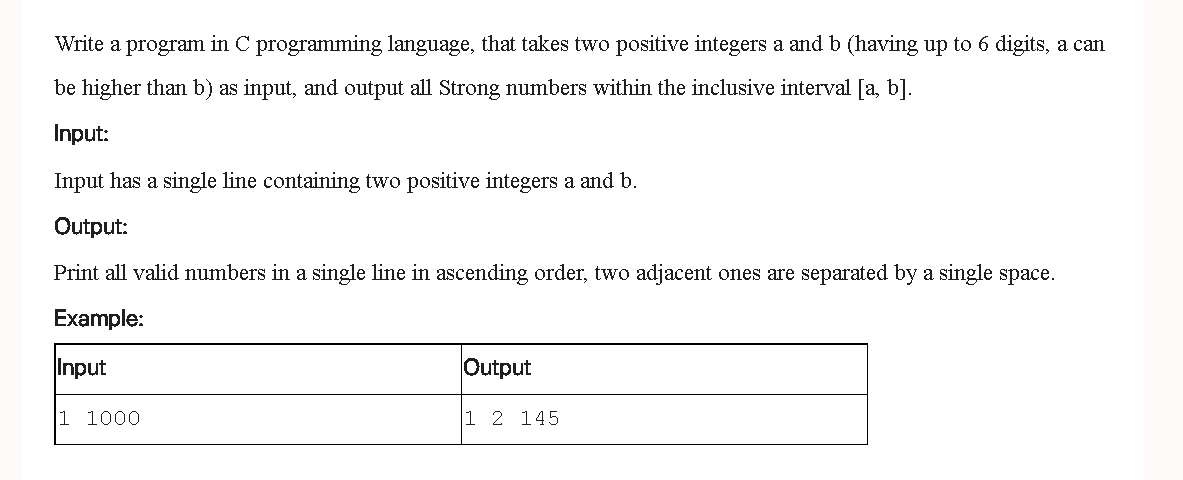 Write a program in C programming language, that takes two positive integers a and b (having up to 6 digits, a can
be higher than b) as input, and output all Strong numbers within the inclusive interval [a, b].
Input:
Input has a single line containing two positive integers a and b.
Output:
Print all valid numbers in a single line in ascending order, two adjacent ones are separated by a single space.
Example:
Input Output
1 1000 1 2 145